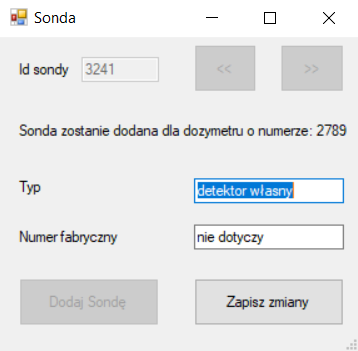 Sonda
Id sondy 3241 << >>
Sonda zostanie dodana dla dozymetru o numerze: 2789
Typ detektor własny
Numer fabryczny nie dotyczy
Dodaj Sondę Zapisz zmiany